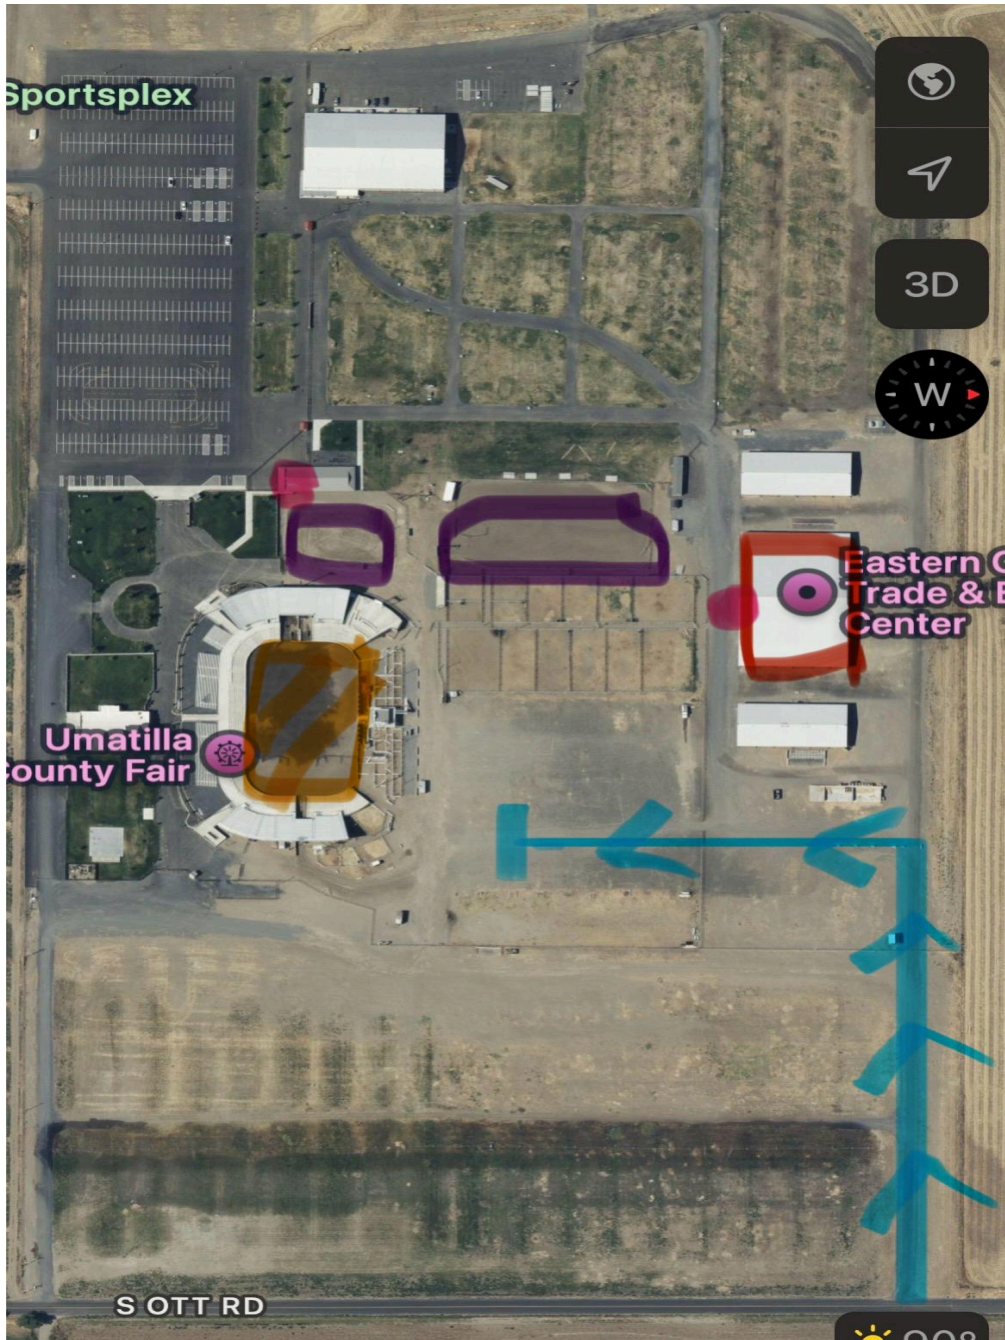 Sportsplex
3D
W
Eastern O
Trade & E
Center
Umatilla
County Fair
S OTT RD